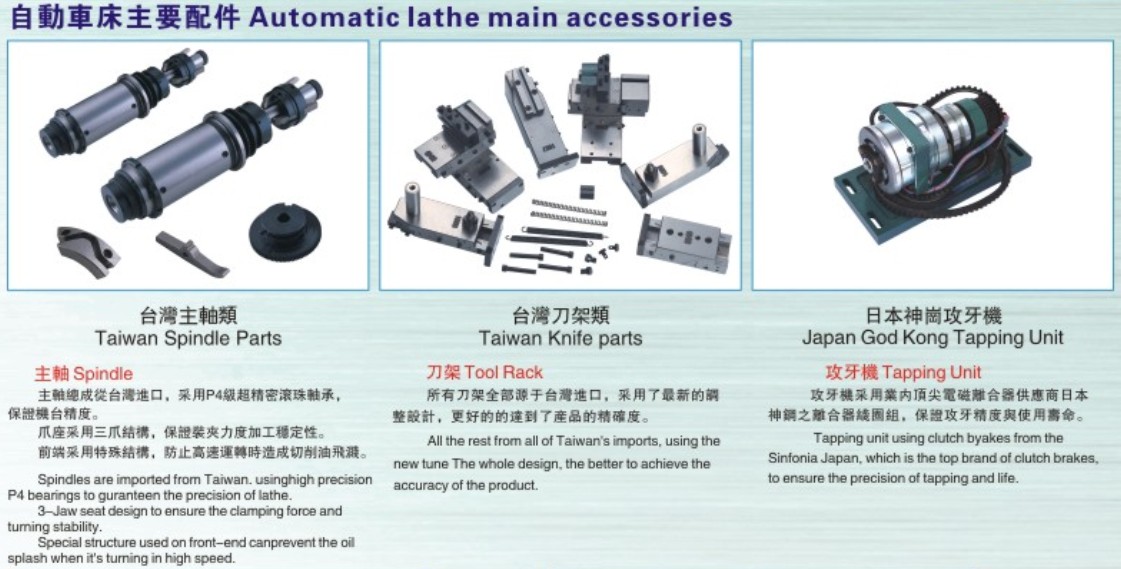 自動車床主要配件 Automatic lathe main accessories
台灣主軸類
Taiwan Spindle Parts
主軸 Spindle
主軸總成從台灣進口，采用P4級超精密滾珠軸承，
保證機台精度。
爪座采用三爪結構，保證裝夾力度加工穩定性。
前端采用特殊結構，防止高速運轉時造成切削油飛濺。
Spindles are imported from Taiwan. usinghigh precision
P4 bearings to guranteen the precision of lathe.
3–Jaw seat design to ensure the clamping force and
turning stability.
Special structure used on front–end canprevent the oil
splash when it's turning in high speed.
台灣刀架類
Taiwan Knife parts
刀架 Tool Rack
所有刀架全部源于台灣進口，采用了最新的調
整設計，更好的的達到了產品的精確度。
All the rest from all of Taiwan's imports, using the
new tune The whole design, the better to achieve the
accuracy of the product.
日本神崗攻牙機
Japan God Kong Tapping Unit
攻牙機 Tapping Unit
攻牙機采用業内頂尖電磁離合器供應商日本
神鋼之離合器綫圈組，保證攻牙精度與使用壽命。
Tapping unit using clutch byakes from the
Sinfonia Japan, which is the top brand of clutch brakes,
to ensure the precision of tapping and life.